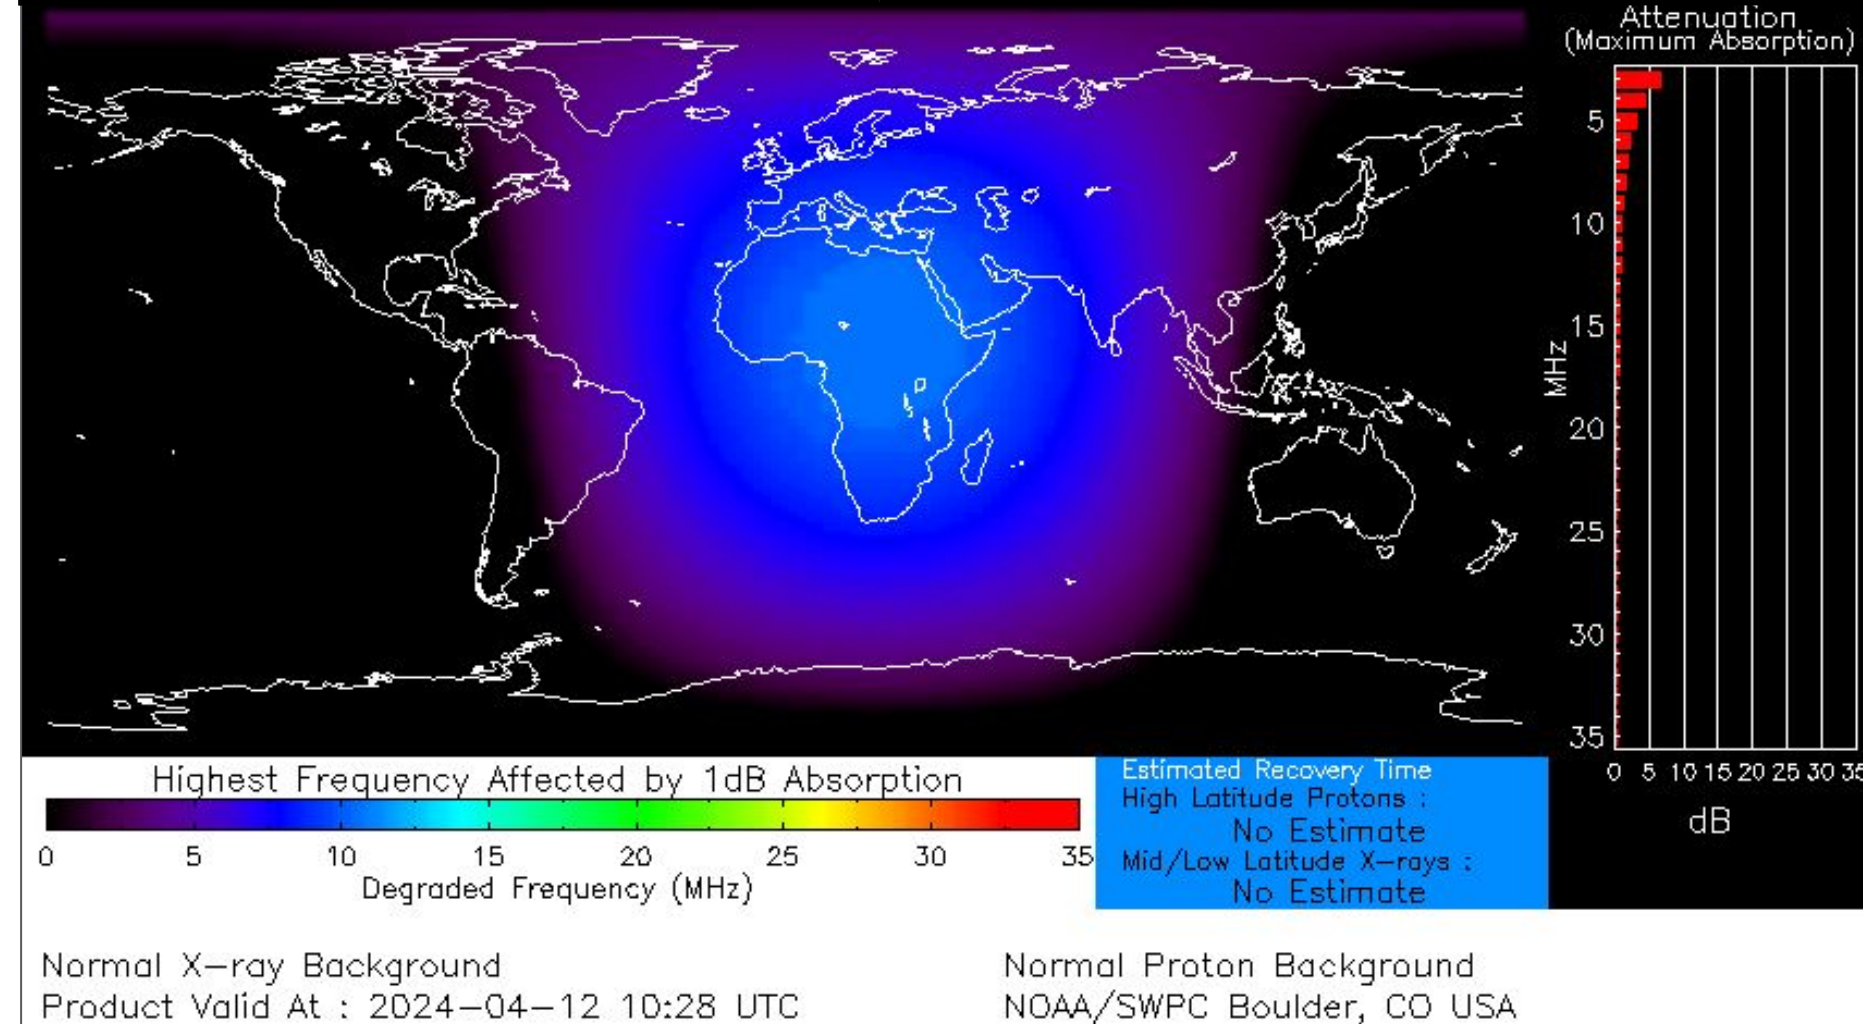 Attenuation
(Maximum Absorption)
5
10
15
20
25
30
35
MHz
0 5 10 15 20 25 30 35
dB
Highest Frequency Affected by 1dB Absorption
0 5 10 15 20 25 30 35
Degraded Frequency (MHz)
Estimated Recovery Time
High Latitude Protons :
No Estimate
Mid/Low Latitude X-rays :
No Estimate
Normal X-ray Background
Product Valid At : 2024-04-12 10:28 UTC
Normal Proton Background
NOAA/SWPC Boulder, CO USA